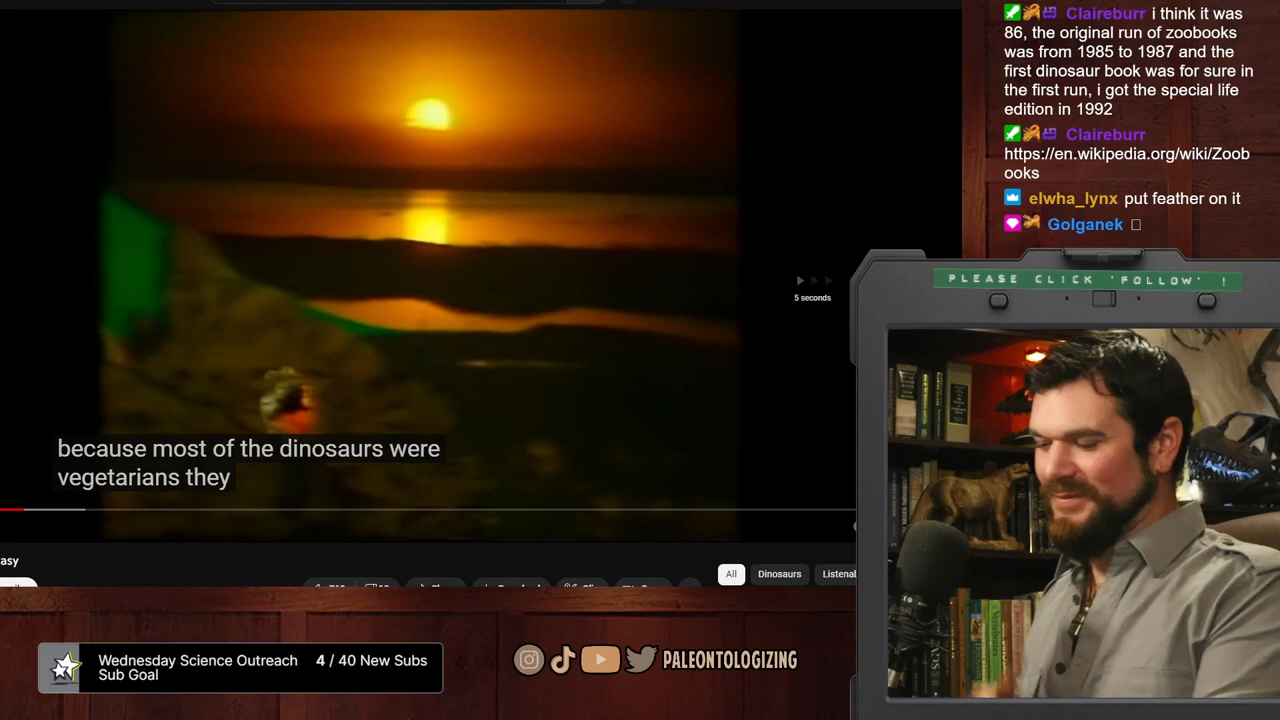 Claireburr i think it was
86, the original run of zoobooks
was from 1985 to 1987 and the
first dinosaur book was for sure in
the first run, i got the special life
edition in 1992
Claireburr
https://en.wikipedia.org/wiki/Zoob
ooks
elwha_lynx put feather on it
Golganek
PLEASE CLICK 'FOLLOW' !
5 seconds
because most of the dinosaurs were
vegetarians they
asy
All Dinosaurs Listenab
Wednesday Science Outreach 4 / 40 New Subs
Sub Goal
PALEONTOLOGIZING